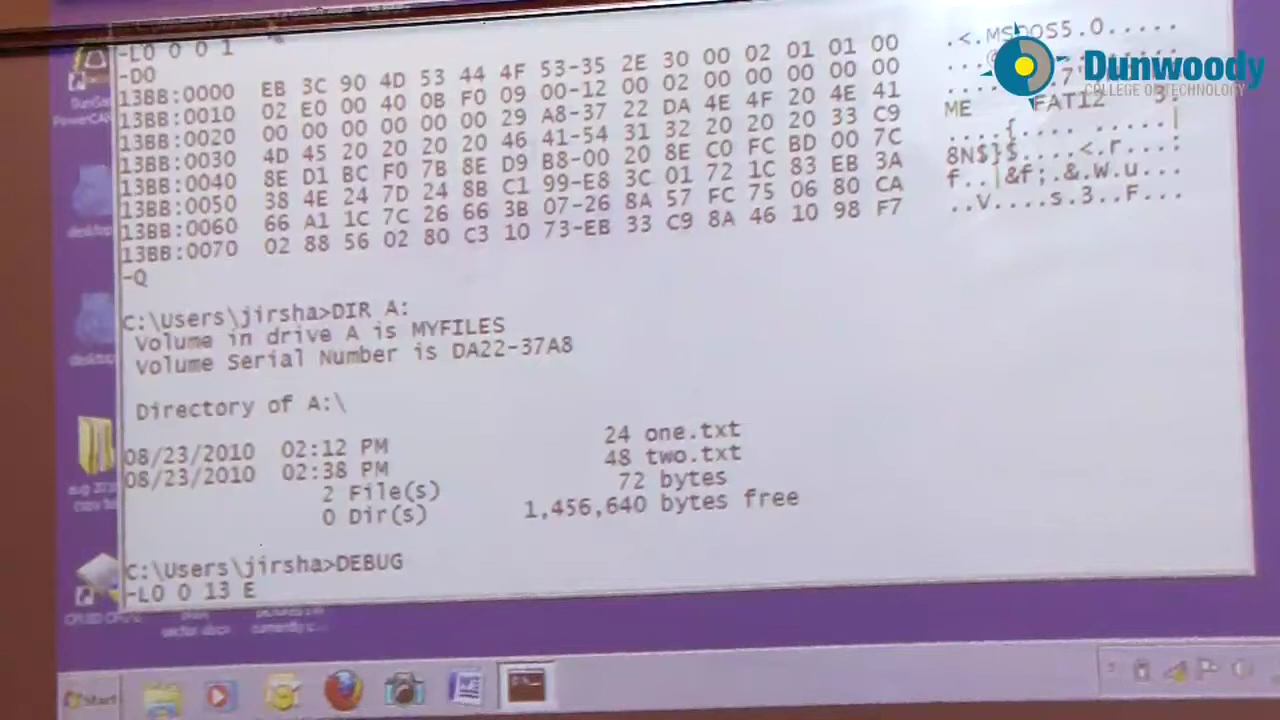 -L0 0 0 1
-D0
13BB:0000 EB 3C 90 4D 53 44 4F 53-35 2E 30 00 02 01 01 00 .<.MSDOS5.0.....
13BB:0010 02 E0 00 40 0B F0 09 00-12 00 02 00 00 00 00 00
13BB:0020 00 00 00 00 00 00 29 A8-37 22 DA 4E 4F 20 4E 41
13BB:0030 4D 45 20 20 20 20 46 41-54 31 32 20 20 20 33 C9 ME FAT12 3.
13BB:0040 8E D1 BC F0 7B 8E D9 B8-00 20 8E C0 FC BD 00 7C ....{.... .....|
13BB:0050 38 4E 24 7D 24 8B C1 99-E8 3C 01 72 1C 83 EB 3A 8N$}$....<.r...:
13BB:0060 66 A1 1C 7C 26 66 3B 07-26 8A 57 FC 75 06 80 CA f..|&f;.&.W.u...
13BB:0070 02 88 56 02 80 C3 10 73-EB 33 C9 8A 46 10 98 F7 ..V....s.3..F...
-Q
C:\Users\jirsha>DIR A:
Volume in drive A is MYFILES
Volume Serial Number is DA22-37A8
Directory of A:\
08/23/2010 02:12 PM 24 one.txt
08/23/2010 02:38 PM 48 two.txt
2 File(s) 72 bytes
0 Dir(s) 1,456,640 bytes free
C:\Users\jirsha>DEBUG
-L0 0 13 E
Start
Dunwoody
COLLEGE OF TECHNOLOGY